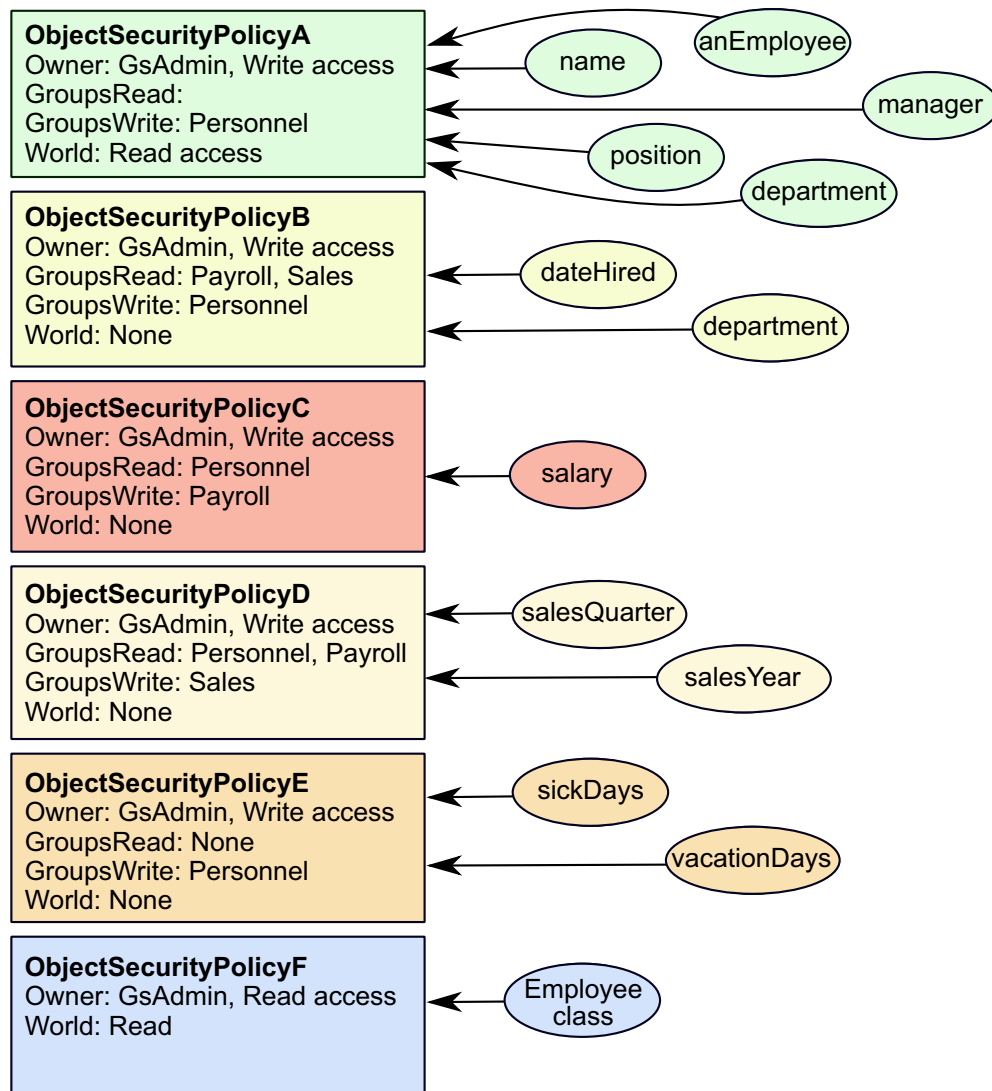 ObjectSecurityPolicyA
Owner: GsAdmin, Write access
GroupsRead:
GroupsWrite: Personnel
World: Read access
anEmployee
name
manager
position
department
ObjectSecurityPolicyB
Owner: GsAdmin, Write access
GroupsRead: Payroll, Sales
GroupsWrite: Personnel
World: None
dateHired
department
ObjectSecurityPolicyC
Owner: GsAdmin, Write access
GroupsRead: Personnel
GroupsWrite: Payroll
World: None
salary
ObjectSecurityPolicyD
Owner: GsAdmin, Write access
GroupsRead: Personnel, Payroll
GroupsWrite: Sales
World: None
salesQuarter
salesYear
ObjectSecurityPolicyE
Owner: GsAdmin, Write access
GroupsRead: None
GroupsWrite: Personnel
World: None
sickDays
vacationDays
ObjectSecurityPolicyF
Owner: GsAdmin, Read access
World: Read
Employee
class